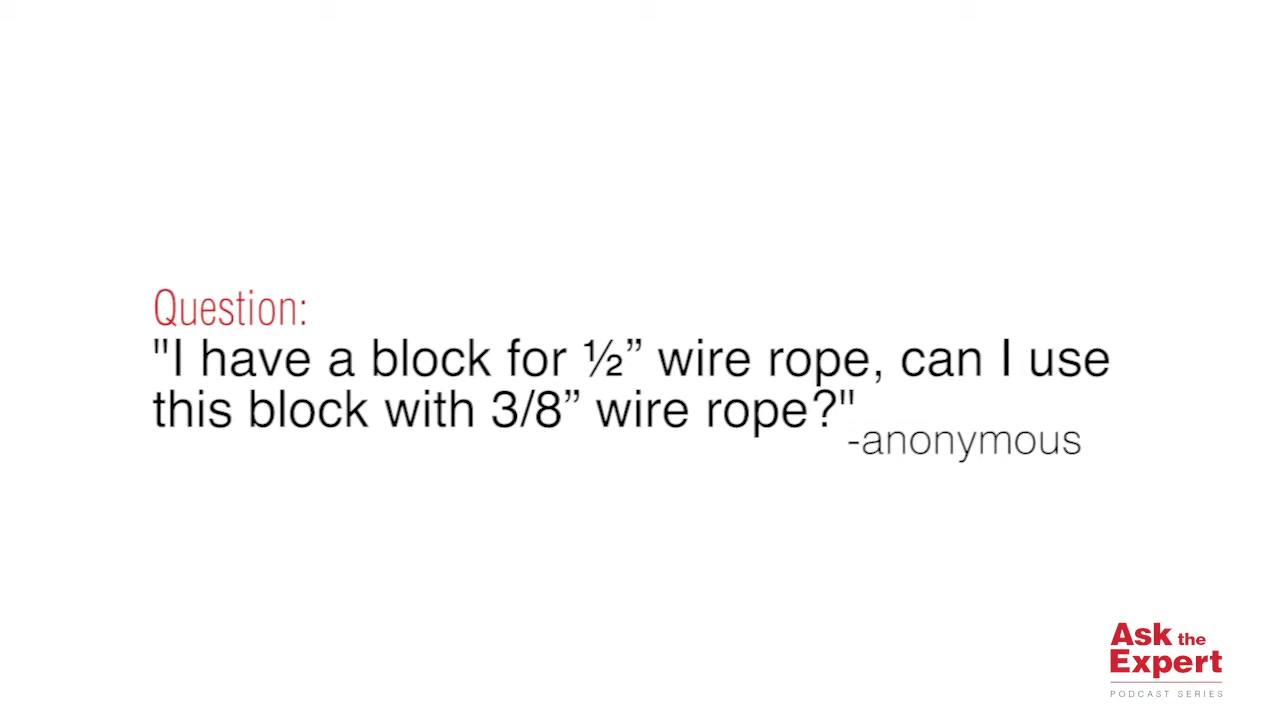 Question:
"I have a block for ½” wire rope, can I use
this block with 3/8” wire rope?"
-anonymous
Ask the
Expert
PODCAST SERIES